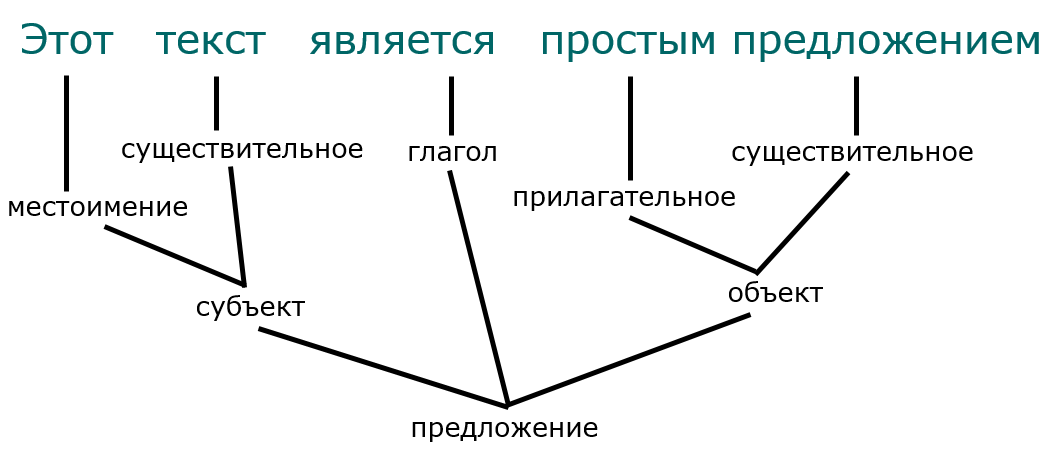 Этот текст является простым предложением
существительное глагол существительное
местоимение прилагательное
субъект объект
предложение